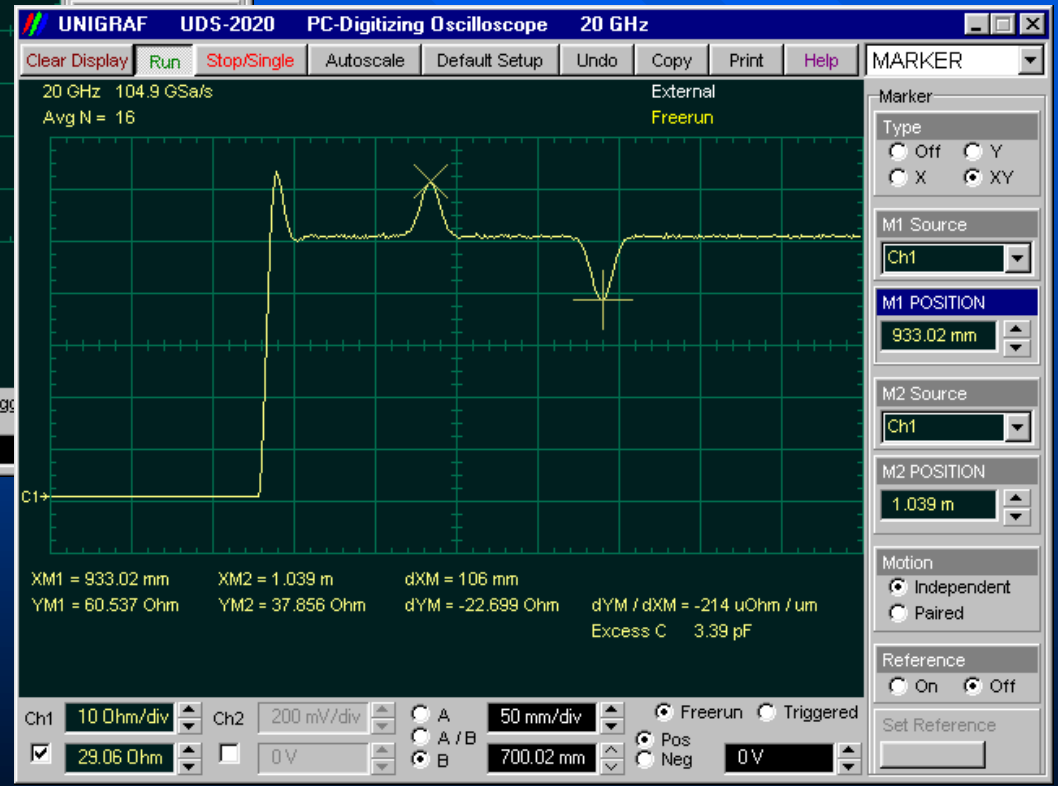 UNIGRAF UDS-2020 PC-Digitizing Oscilloscope 20 GHz
Clear Display Run Stop/Single Autoscale Default Setup Undo Copy Print Help MARKER
20 GHz 104.9 GSa/s External
Avg N = 16 Freerun
Marker
Type
Off Y
X XY
M1 Source
Ch1
M1 POSITION
933.02 mm
M2 Source
Ch1
M2 POSITION
1.039 m
C1
Motion
Independent
Paired
XM1 = 933.02 mm XM2 = 1.039 m dXM = 106 mm
YM1 = 60.537 Ohm YM2 = 37.856 Ohm dYM = -22.699 Ohm dYM / dXM = -214 uOhm / um
Excess C 3.39 pF
Reference
On Off
Set Reference
Ch1 10 Ohm/div Ch2 200 mV/div A 50 mm/div Freerun Triggered
A / B Pos
29.06 Ohm 0 V B 700.02 mm Neg 0 V